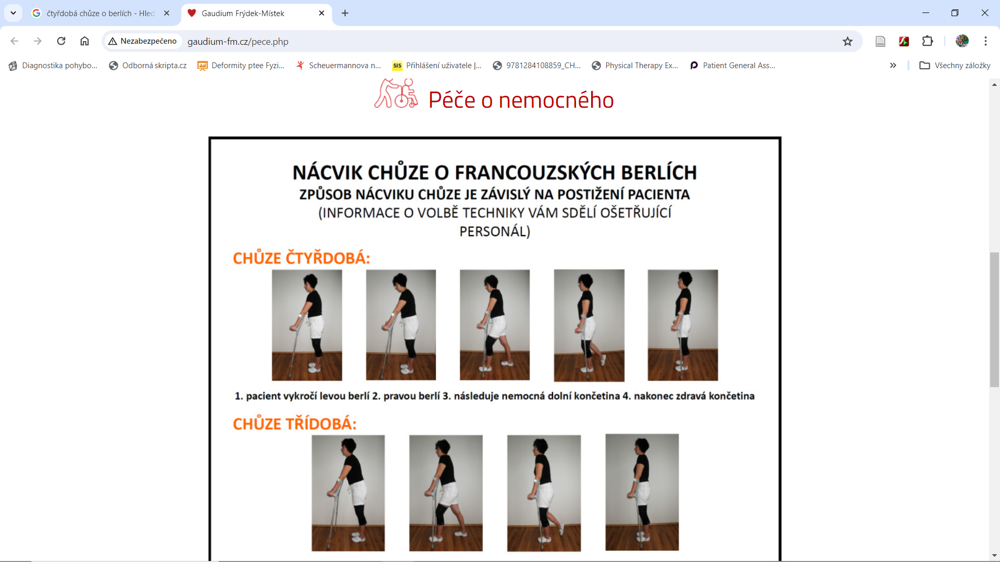 čtyřdobá chůze o berlích - Hled
Gaudium Frýdek-Místek
Nezabezpečeno
gaudium-fm.cz/pece.php
Diagnostika pohybo...
Odborná skripta.cz
Deformity ptee Fyzi...
Scheuermannova n...
SIS
Přihlášení uživatele |...
9781284108859_CH...
Physical Therapy Ex...
Patient General Ass...
Všechny záložky
Péče o nemocného
NÁCVIK CHŮZE O FRANCOUZSKÝCH BERLÍCH
ZPŮSOB NÁCVIKU CHŮZE JE ZÁVISLÝ NA POSTIŽENÍ PACIENTA
(INFORMACE O VOLBĚ TECHNIKY VÁM SDĚLÍ OŠETŘUJÍCÍ
PERSONÁL)
CHŮZE ČTYŘDOBÁ:
1. pacient vykročí levou berlí 2. pravou berlí 3. následuje nemocná dolní končetina 4. nakonec zdravá končetina
CHŮZE TŘÍDOBÁ: